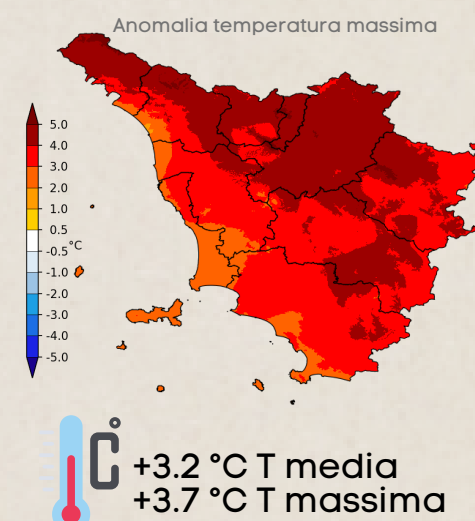 Anomalia temperatura massima
5.0
4.0
3.0
2.0
1.0
0.5
-0.5 °C
-1.0
-2.0
-3.0
-4.0
-5.0
C°
+3.2 °C T media
+3.7 °C T massima